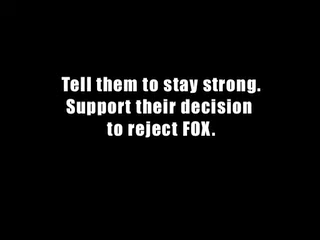 Tell them to stay strong.
Support their decision
to reject FOX.